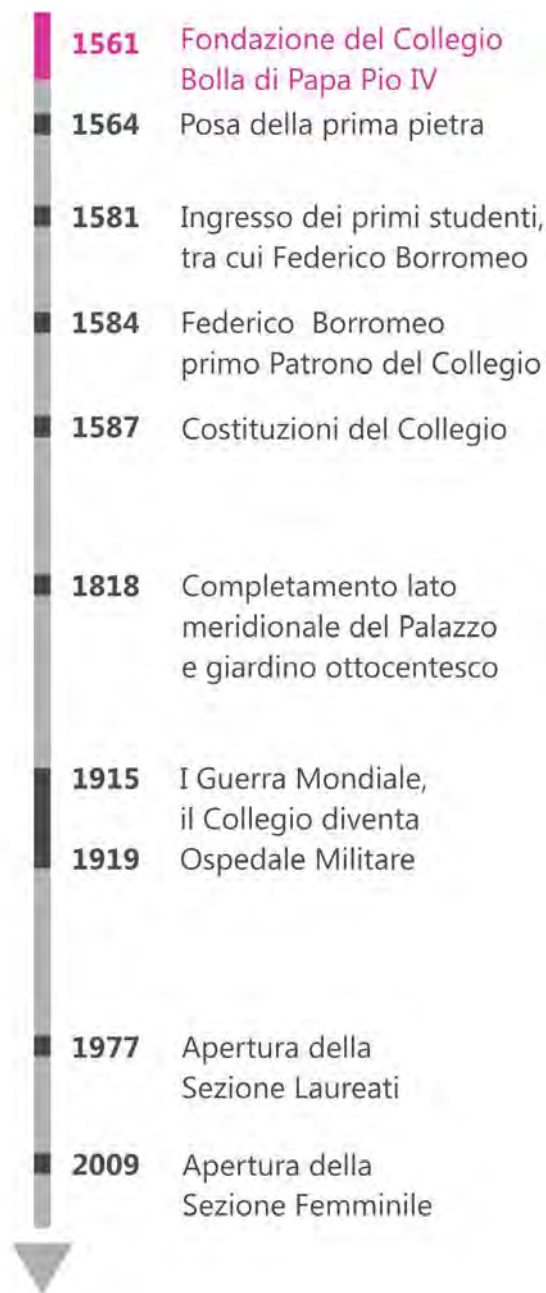 1561 Fondazione del Collegio
Bolla di Papa Pio IV
1564 Posa della prima pietra
1581 Ingresso dei primi studenti,
tra cui Federico Borromeo
1584 Federico Borromeo
primo Patrono del Collegio
1587 Costituzioni del Collegio
1818 Completamento lato
meridionale del Palazzo
e giardino ottocentesco
1915 I Guerra Mondiale,
il Collegio diventa
1919 Ospedale Militare
1977 Apertura della
Sezione Laureati
2009 Apertura della
Sezione Femminile